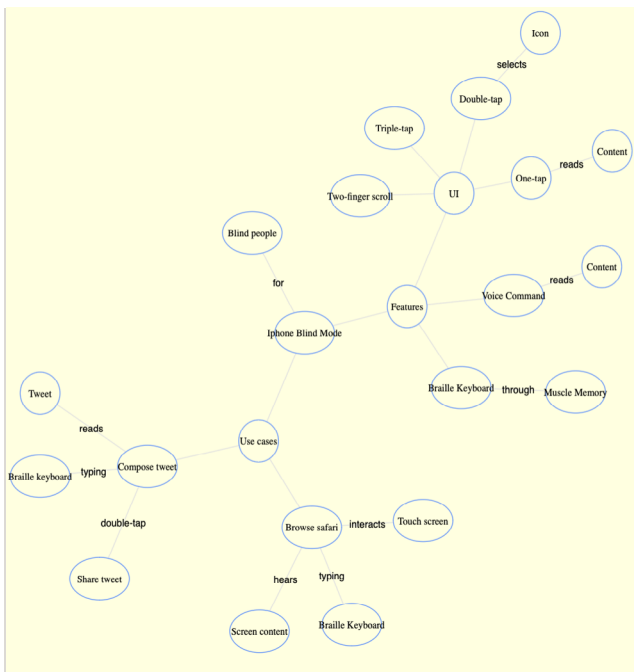 Icon
selects
Double-tap
Triple-tap
Content
reads
One-tap
Two-finger scroll
UI
Blind people
Content
reads
Voice Command
for
Features
Iphone Blind Mode
Braille Keyboard
through
Muscle Memory
Tweet
reads
Use cases
Compose tweet
typing
Braille keyboard
double-tap
Touch screen
interacts
Browse safari
Share tweet
hears
typing
Screen content
Braille Keyboard